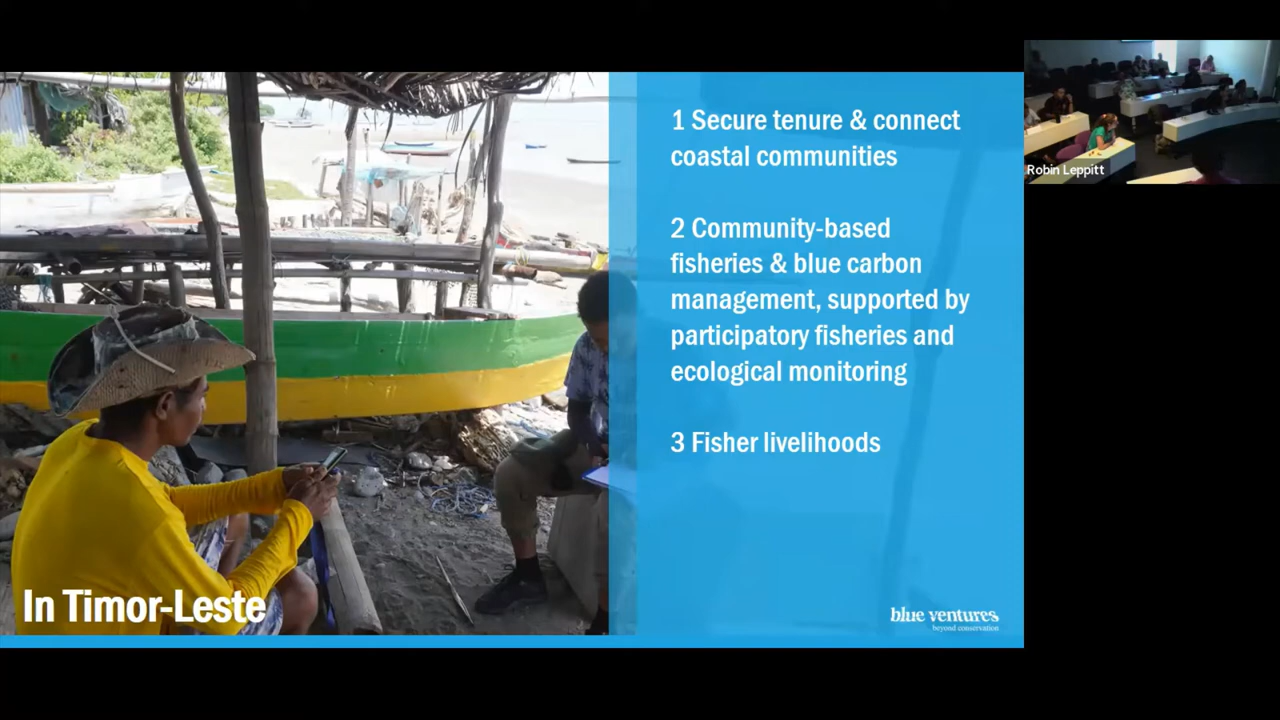 1 Secure tenure & connect
coastal communities
2 Community-based
fisheries & blue carbon
management, supported by
participatory fisheries and
ecological monitoring
3 Fisher livelihoods
In Timor-Leste
blue ventures
beyond conservation
Robin Leppitt